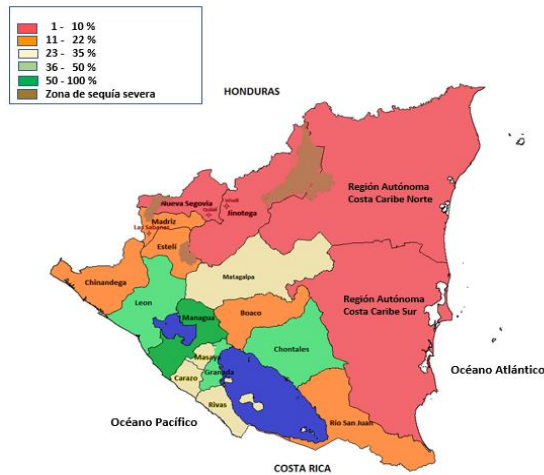 1 - 10 %
11 - 22 %
23 - 35 %
36 - 50 %
50 - 100 %
Zona de sequía severa
HONDURAS
Región Autónoma
Costa Caribe Norte
Nueva Segovia
Jinotega
Madriz
Las Sabanas
Estelí
Matagalpa
Chinandega
Leon
Región Autónoma
Costa Caribe Sur
Managua
Boaco
Chontales
Masaya
Océano Atlántico
Carazo
Granada
Rivas
Océano Pacífico
Río San Juan
COSTA RICA